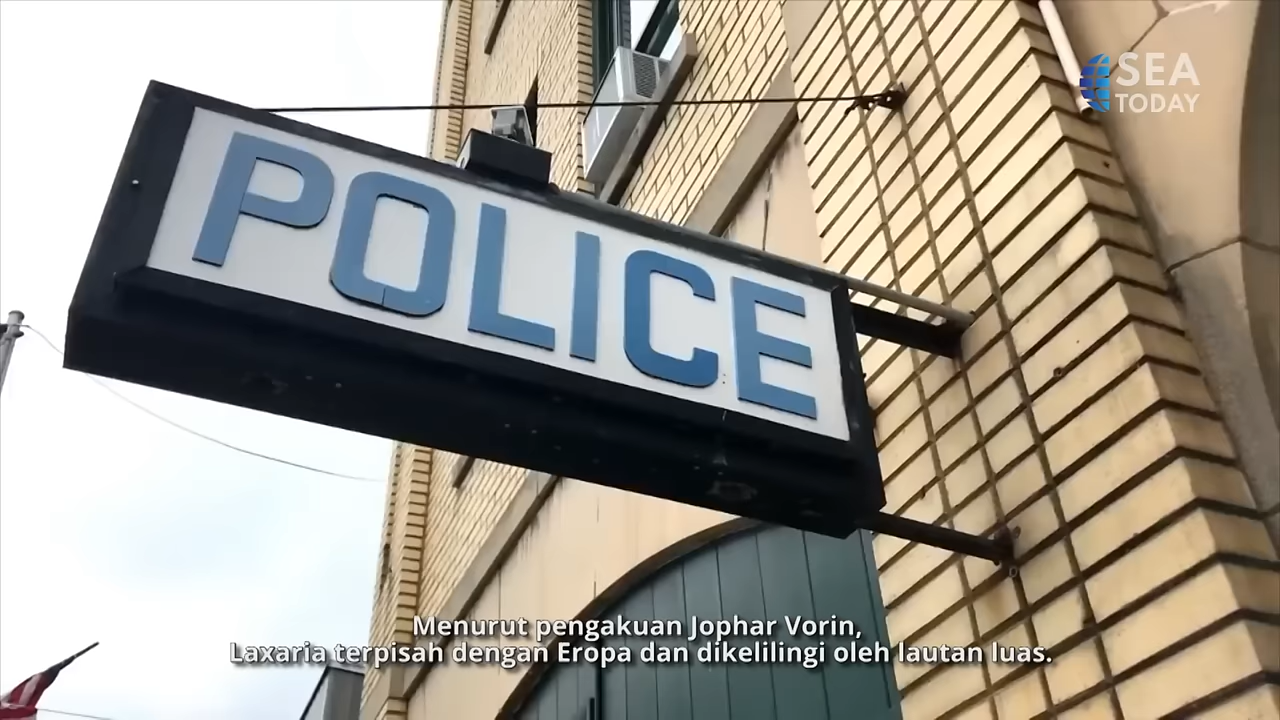 SEA
TODAY
POLICE
Menurut pengakuan Jophar Vorin,
Laxaria terpisah dengan Eropa dan dikelilingi oleh lautan luas.